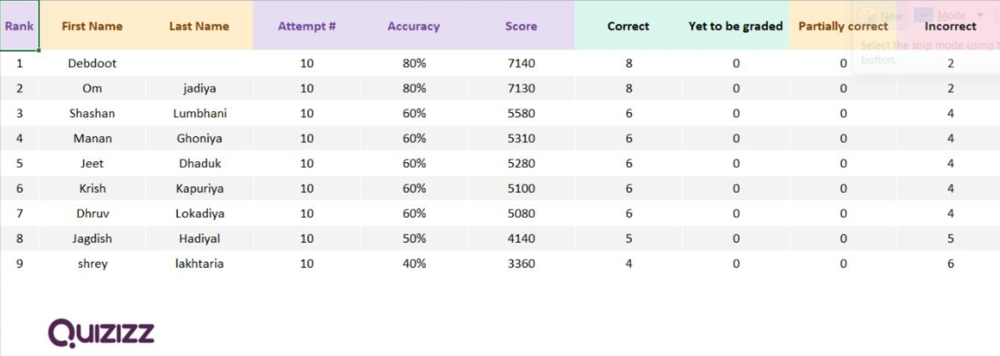 Rank First Name Last Name Attempt # Accuracy Score Correct Yet to be graded Partially correct Incorrect
New Mode
Select the snip mode using t
button.
1 Debdoot 10 80% 7140 8 0 0 2
2 Om jadiya 10 80% 7130 8 0 0 2
3 Shashan Lumbhani 10 60% 5580 6 0 0 4
4 Manan Ghoniya 10 60% 5310 6 0 0 4
5 Jeet Dhaduk 10 60% 5280 6 0 0 4
6 Krish Kapuriya 10 60% 5100 6 0 0 4
7 Dhruv Lokadiya 10 60% 5080 6 0 0 4
8 Jagdish Hadiyal 10 50% 4140 5 0 0 5
9 shrey lakhtaria 10 40% 3360 4 0 0 6
Quizizz